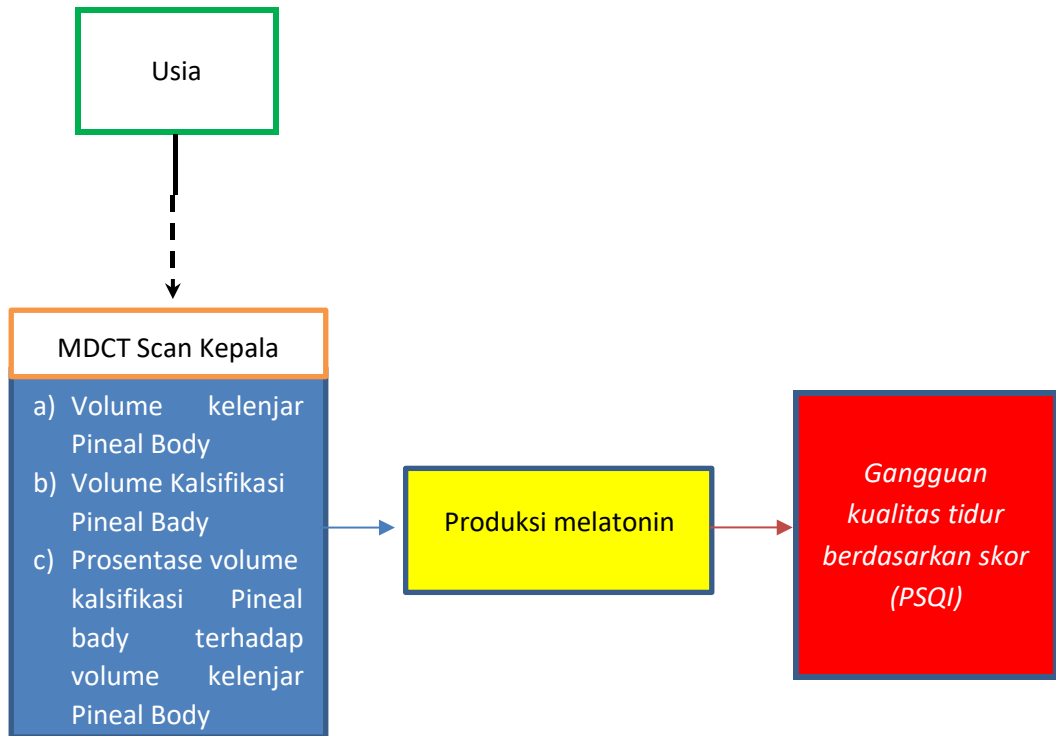 Usia
MDCT Scan Kepala
a) Volume kelenjar
Pineal Body
b) Volume Kalsifikasi
Pineal Bady
c) Prosentase volume
kalsifikasi Pineal
bady terhadap
volume kelenjar
Pineal Body
Produksi melatonin
Gangguan
kualitas tidur
berdasarkan skor
(PSQI)